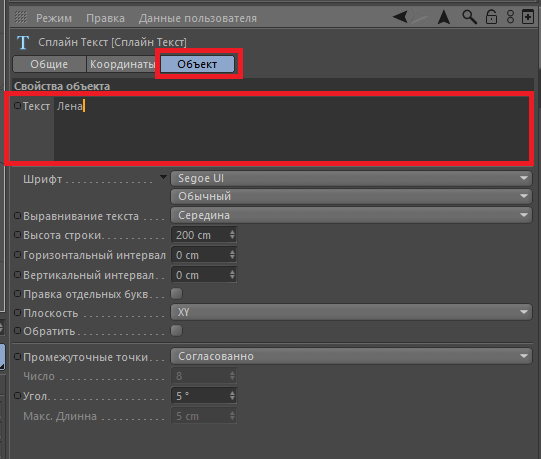 Режим Правка Данные пользователя
Сплайн Текст [Сплайн Текст]
Общие Координаты Объект
Свойства объекта
Текст Лена
Шрифт . . . . . . . . . . . . . Segoe UI
Обычный
Выравнивание текста . . . . Середина
Высота строки. . . . . . . . . 200 cm
Горизонтальный интервал 0 cm
Вертикальный интервал. . 0 cm
Правка отдельных букв. . .
Плоскость . . . . . . . . . . . . XY
Обратить . . . . . . . . . . . . .
Промежуточные точки. . . Согласованно
Число . . . . . . . . . . . . . . 8
Угол. . . . . . . . . . . . . . . . 5 °
Макс. Длинна . . . . . . . . . 5 cm